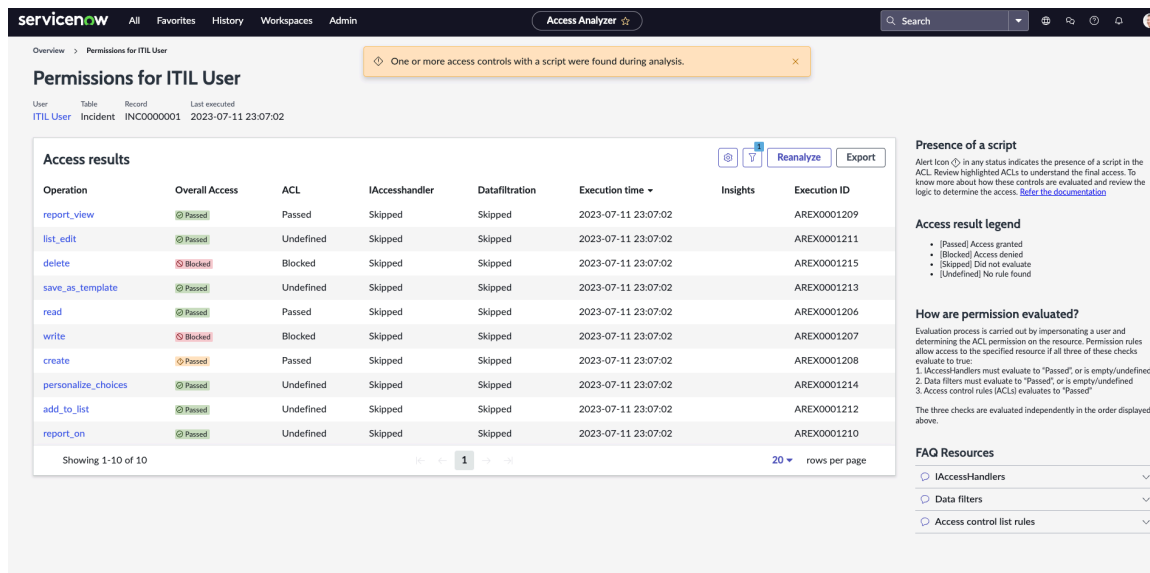 servicenow All Favorites History Workspaces Admin Access Analyzer Search
Overview > Permissions for ITIL User
One or more access controls with a script were found during analysis.
Permissions for ITIL User
User Table Record Last executed
ITIL User Incident INC0000001 2023-07-11 23:07:02
Access results
1
Reanalyze Export
Operation Overall Access ACL IAccesshandler Datafiltration Execution time Insights Execution ID
report_view Passed Passed Skipped Skipped 2023-07-11 23:07:02 AREX0001209
list_edit Passed Undefined Skipped Skipped 2023-07-11 23:07:02 AREX0001211
delete Blocked Blocked Skipped Skipped 2023-07-11 23:07:02 AREX0001215
save_as_template Passed Undefined Skipped Skipped 2023-07-11 23:07:02 AREX0001213
read Passed Passed Skipped Skipped 2023-07-11 23:07:02 AREX0001206
write Blocked Blocked Skipped Skipped 2023-07-11 23:07:02 AREX0001207
create Passed Passed Skipped Skipped 2023-07-11 23:07:02 AREX0001208
personalize_choices Passed Undefined Skipped Skipped 2023-07-11 23:07:02 AREX0001214
add_to_list Passed Undefined Skipped Skipped 2023-07-11 23:07:02 AREX0001212
report_on Passed Undefined Skipped Skipped 2023-07-11 23:07:02 AREX0001210
Showing 1-10 of 10 1 20 rows per page
Presence of a script
Alert Icon in any status indicates the presence of a script in the
ACL. Review highlighted ACLs to understand the final access. To
know more about how these controls are evaluated and review the
logic to determine the access. Refer the documentation
Access result legend
• [Passed] Access granted
• [Blocked] Access denied
• [Skipped] Did not evaluate
• [Undefined] No rule found
How are permission evaluated?
Evaluation process is carried out by impersonating a user and
determining the ACL permission on the resource. Permission rules
allow access to the specified resource if all three of these checks
evaluate to true:
1. IAccessHandlers must evaluate to "Passed", or is empty/undefined
2. Data filters must evaluate to "Passed", or is empty/undefined
3. Access control rules (ACLs) evaluates to "Passed"
The three checks are evaluated independently in the order displayed
above.
FAQ Resources
IAccessHandlers
Data filters
Access control list rules